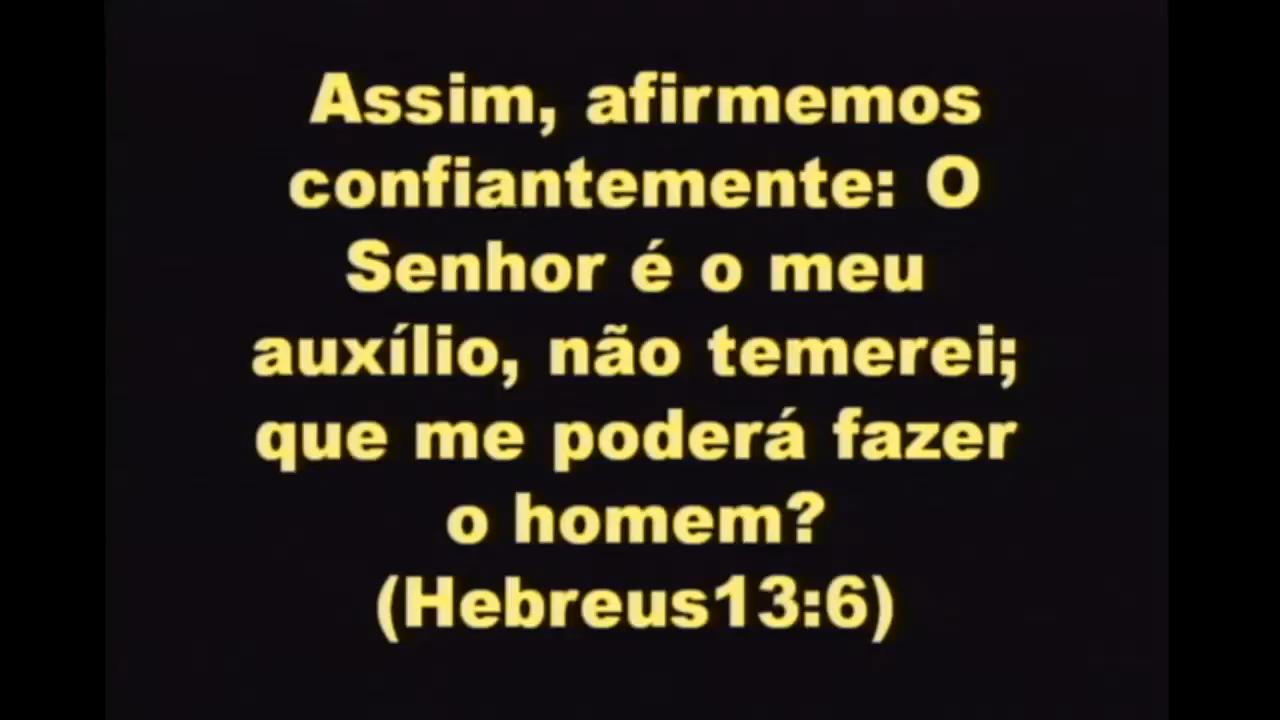 Assim, afirmemos
confiantemente: O
Senhor é o meu
auxílio, não temerei;
que me poderá fazer
o homem?
(Hebreus13:6)